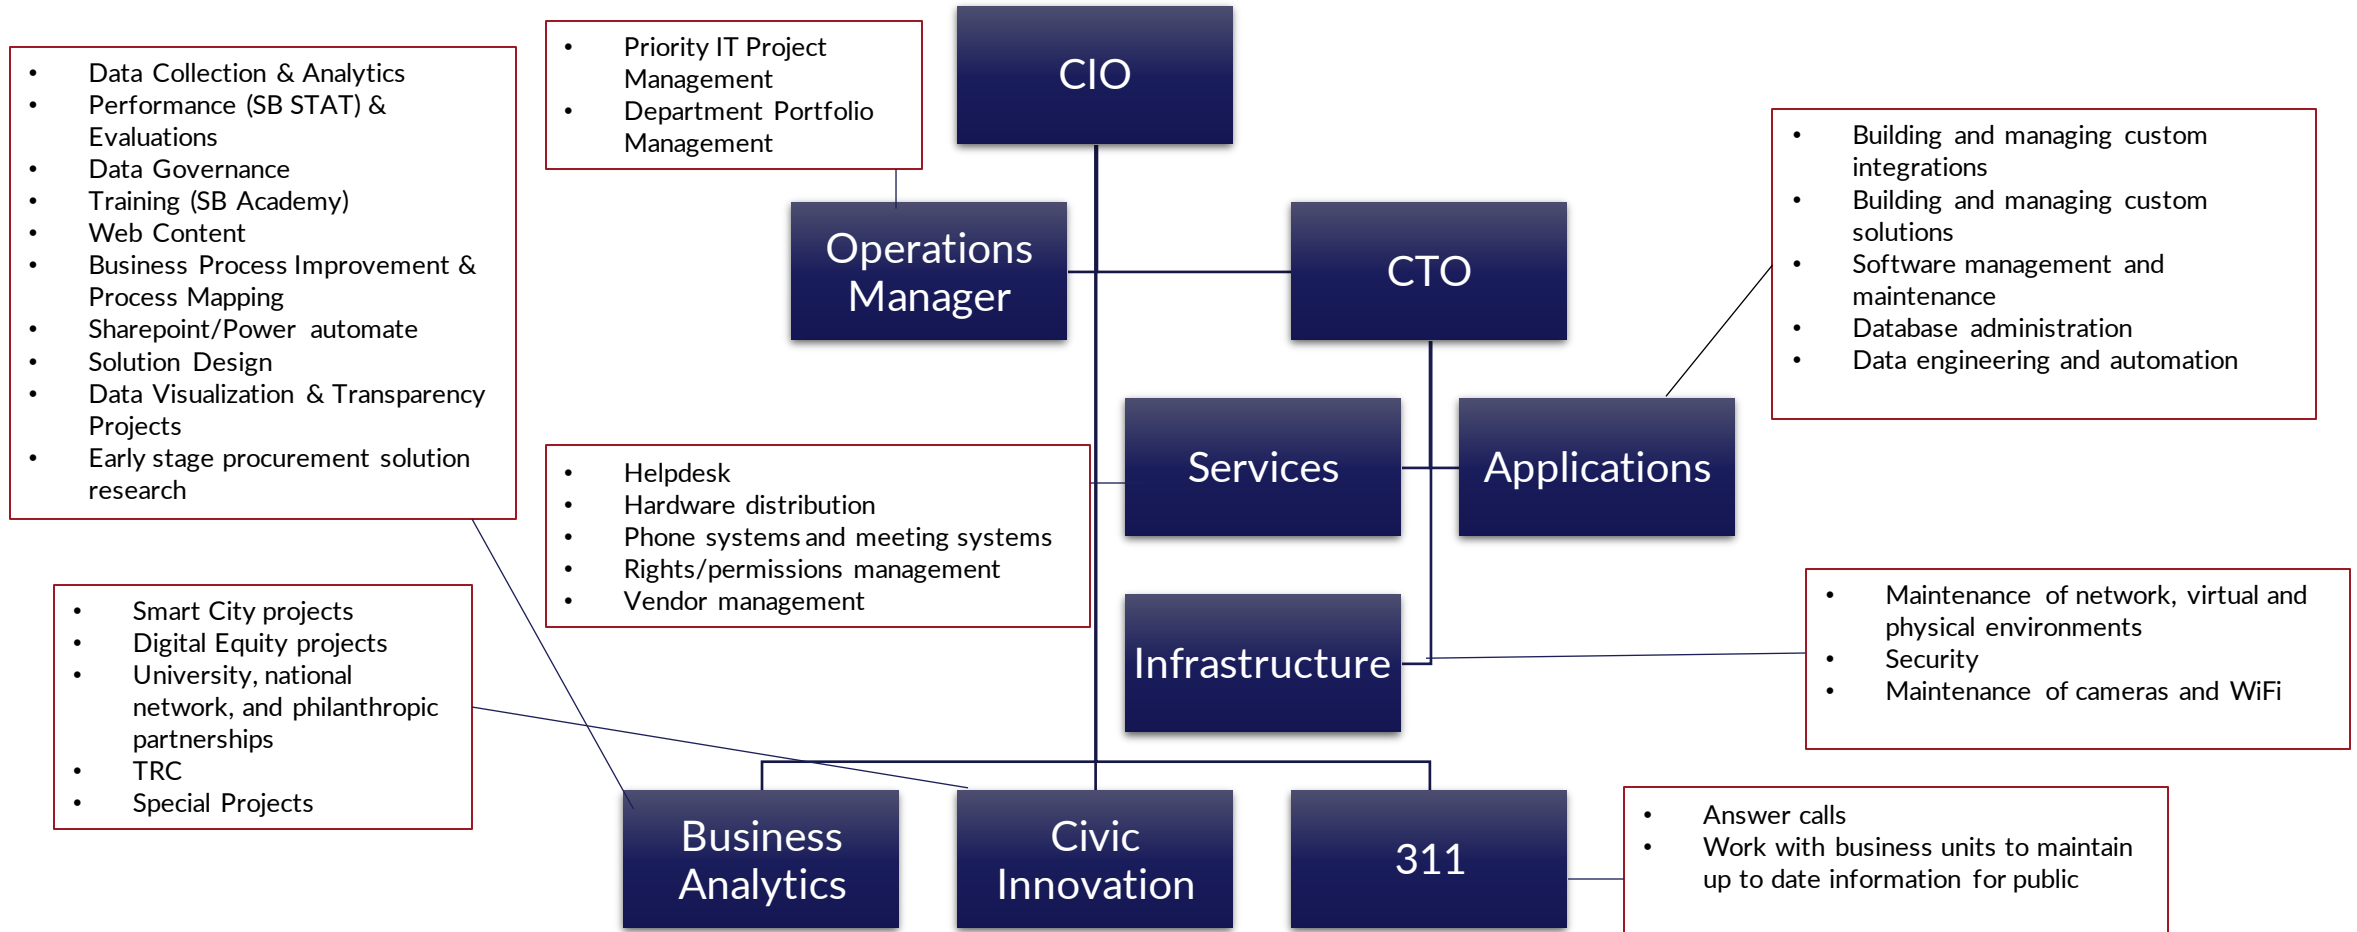 CIO
• Priority IT Project
Management
• Department Portfolio
Management
Operations
Manager
CTO
• Data Collection & Analytics
• Performance (SB STAT) &
Evaluations
• Data Governance
• Training (SB Academy)
• Web Content
• Business Process Improvement &
Process Mapping
• Sharepoint/Power automate
• Solution Design
• Data Visualization & Transparency
Projects
• Early stage procurement solution
research
• Building and managing custom
integrations
• Building and managing custom
solutions
• Software management and
maintenance
• Database administration
• Data engineering and automation
Services
Applications
• Helpdesk
• Hardware distribution
• Phone systems and meeting systems
• Rights/permissions management
• Vendor management
Infrastructure
• Maintenance of network, virtual and
physical environments
• Security
• Maintenance of cameras and WiFi
• Smart City projects
• Digital Equity projects
• University, national
network, and philanthropic
partnerships
• TRC
• Special Projects
Business
Analytics
Civic
Innovation
311
• Answer calls
• Work with business units to maintain
up to date information for public